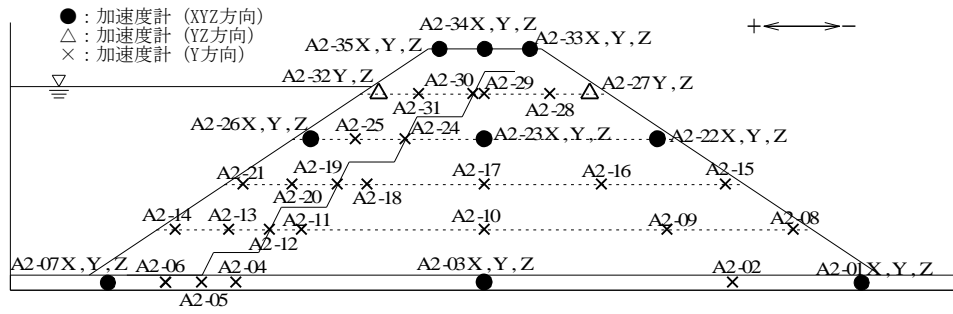 ●：加速度計 (XYZ方向)
△：加速度計 (YZ方向)
×：加速度計 (Y方向)
A2-34X,Y,Z
A2-35X,Y,Z
A2-33X,Y,Z
+ -
A2-32Y,Z
A2-30
A2-29
A2-27Y,Z
A2-31
A2-28
A2-26X,Y,Z
A2-25
A2-24
A2-23X,Y,Z
A2-22X,Y,Z
A2-21
A2-19
A2-17
A2-16
A2-15
A2-20
A2-18
A2-14
A2-13
A2-11
A2-10
A2-09
A2-08
A2-12
A2-07X,Y,Z
A2-06
A2-04
A2-03X,Y,Z
A2-02
A2-01X,Y,Z
A2-05